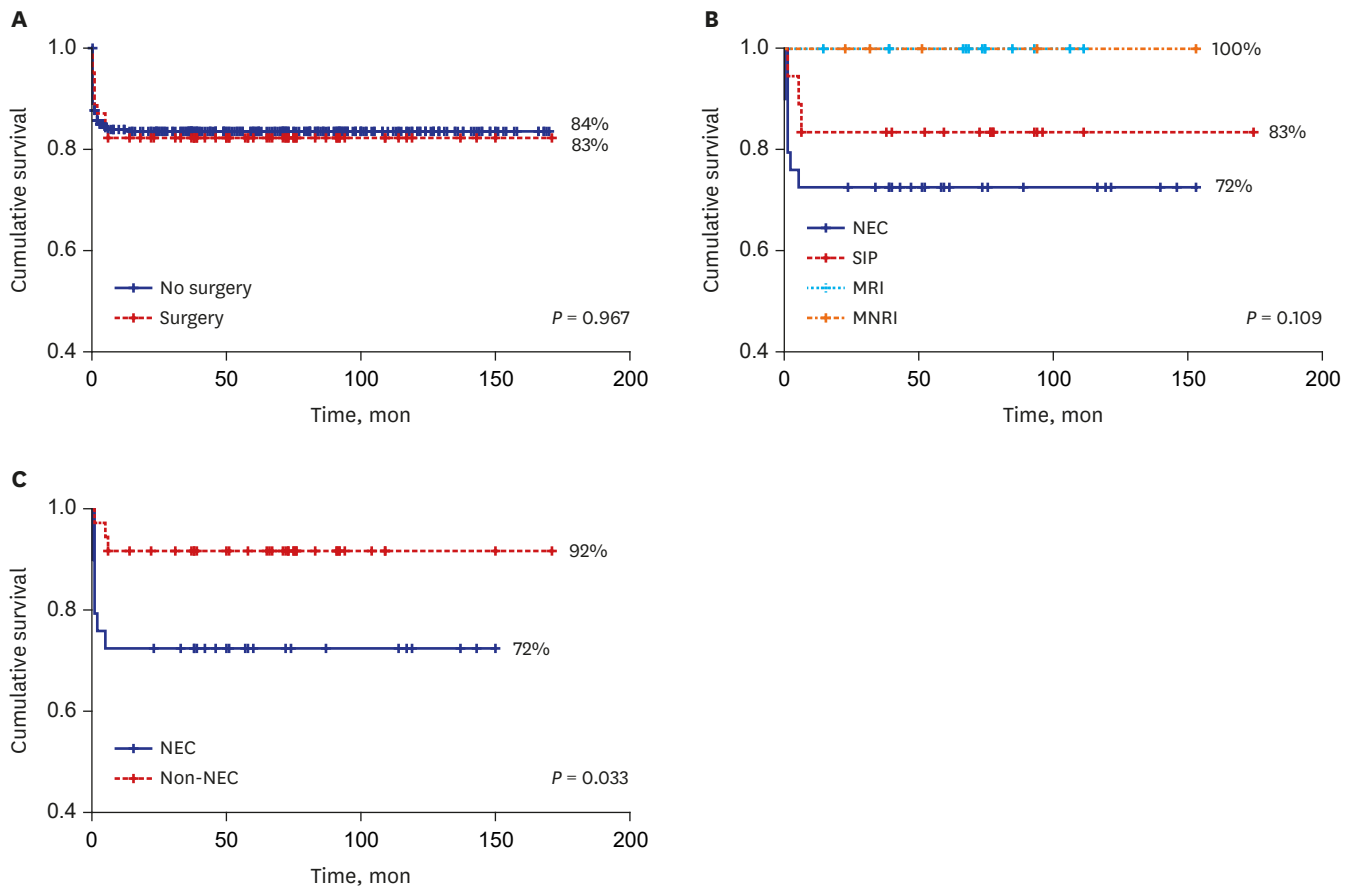 A
Cumulative survival
1.0
0.8
0.6
0.4
84%
83%
No surgery
Surgery
P = 0.967
0 50 100 150 200
Time, mon
B
Cumulative survival
1.0
0.8
0.6
0.4
100%
83%
72%
NEC
SIP
MRI
MNRI
P = 0.109
0 50 100 150 200
Time, mon
C
Cumulative survival
1.0
0.8
0.6
0.4
92%
72%
NEC
Non-NEC
P = 0.033
0 50 100 150 200
Time, mon